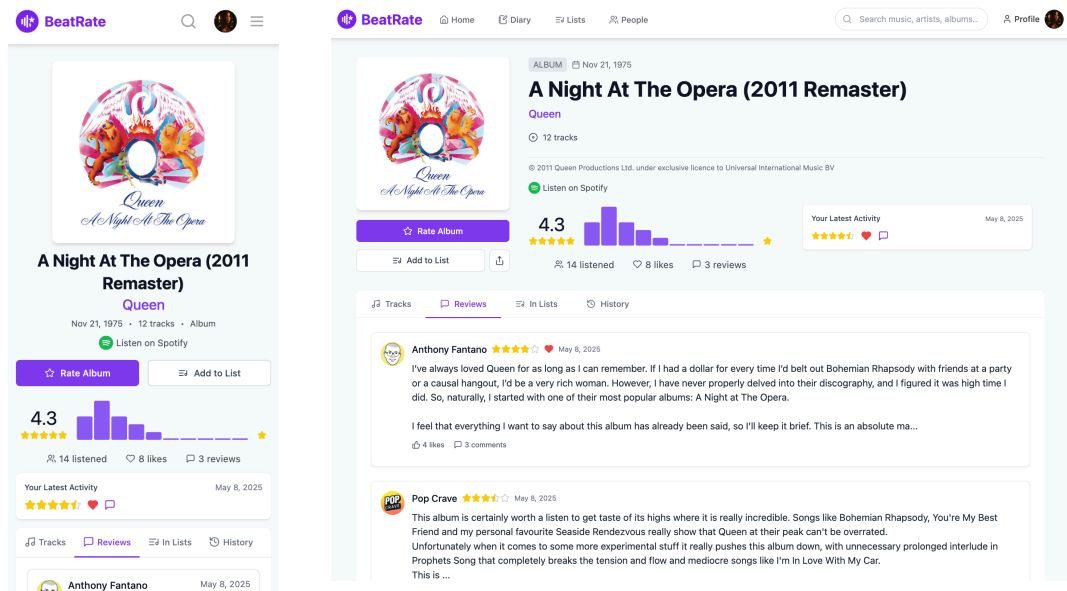 BeatRate
Queen
A Night At The Opera
A Night At The Opera (2011
Remaster)
Queen
Nov 21, 1975 • 12 tracks • Album
Listen on Spotify
Rate Album
Add to List
4.3
14 listened
8 likes
3 reviews
Your Latest Activity
May 8, 2025
Tracks
Reviews
In Lists
History
Anthony Fantano
May 8, 2025
BeatRate
Home
Diary
Lists
People
Search music, artists, albums..
Profile
Queen
A Night At The Opera
ALBUM
Nov 21, 1975
A Night At The Opera (2011 Remaster)
Queen
12 tracks
© 2011 Queen Productions Ltd. under exclusive licence to Universal International Music BV
Listen on Spotify
Rate Album
Add to List
4.3
14 listened
8 likes
3 reviews
Your Latest Activity
May 8, 2025
Tracks
Reviews
In Lists
History
Anthony Fantano
May 8, 2025
I've always loved Queen for as long as I can remember. If I had a dollar for every time I'd belt out Bohemian Rhapsody with friends at a party
or a causal hangout, I'd be a very rich woman. However, I have never properly delved into their discography, and I figured it was high time I
did. So, naturally, I started with one of their most popular albums: A Night at The Opera.
I feel that everything I want to say about this album has already been said, so I'll keep it brief. This is an absolute ma...
4 likes
3 comments
POP
CRAVE
Pop Crave
May 8, 2025
This album is certainly worth a listen to get taste of its highs where it is really incredible. Songs like Bohemian Rhapsody, You're My Best
Friend and my personal favourite Seaside Rendezvous really show that Queen at their peak can't be overrated.
Unfortunately when it comes to some more experimental stuff it really pushes this album down, with unnecessary prolonged interlude in
Prophets Song that completely breaks the tension and flow and mediocre songs like I'm In Love With My Car.
This is ...